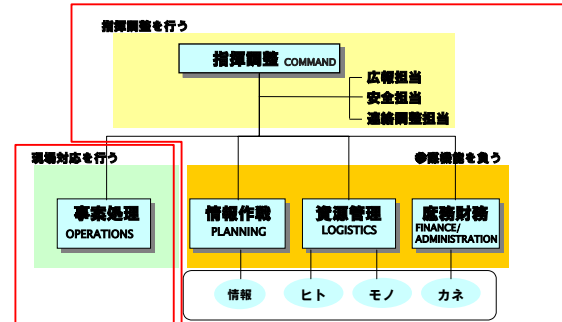 指揮調整を行う
指揮調整 COMMAND
広報担当
安全担当
連絡調整担当
現場対応を行う
参謀機能を負う
事案処理
OPERATIONS
情報作戦
PLANNING
資源管理
LOGISTICS
庶務財務
FINANCE/
ADMINISTRATION
情報
ヒト
モノ
カネ